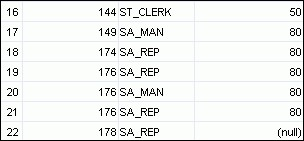 16 144 ST_CLERK 50
17 149 SA_MAN 80
18 174 SA_REP 80
19 176 SA_REP 80
20 176 SA_MAN 80
21 176 SA_REP 80
22 178 SA_REP (null)